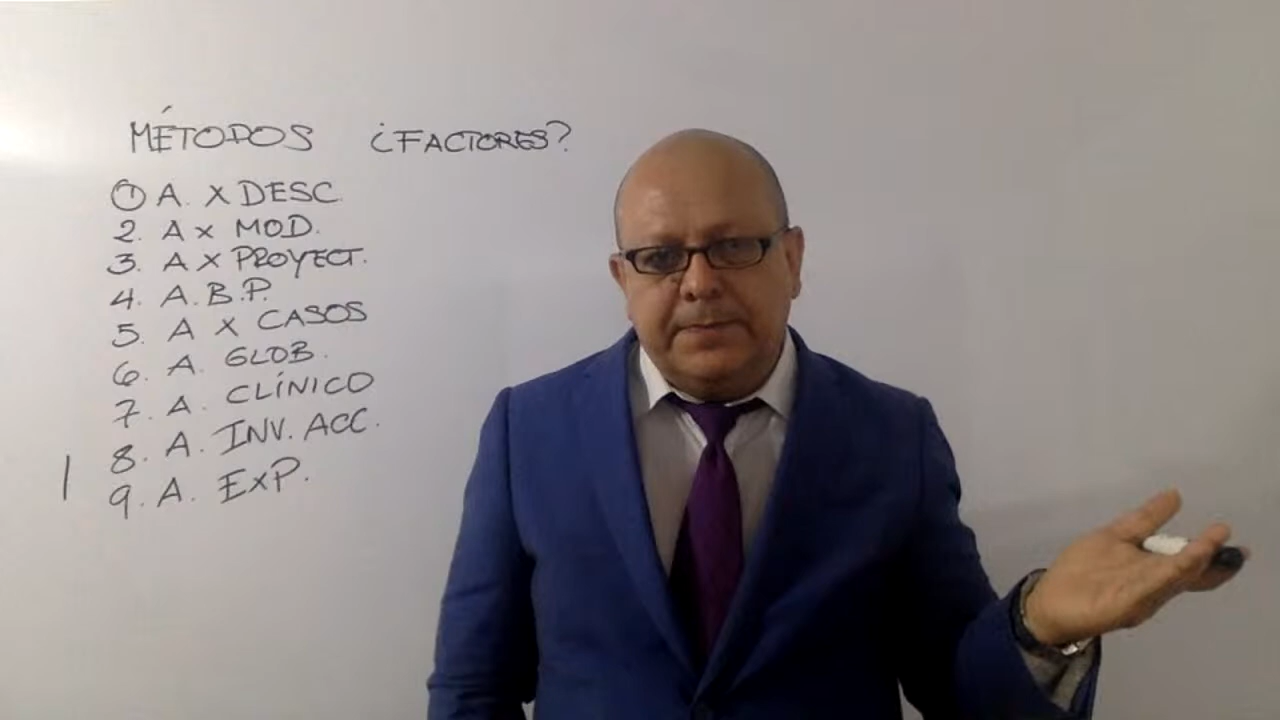 MÉTODOS ¿FACTORES?
1 A. X DESC.
2. A X MOD.
3. A X PROYECT.
4. A.B.P.
5. A X CASOS
6. A. GLOB.
7. A. CLÍNICO
8. A. INV. ACC.
9. A. EXP.